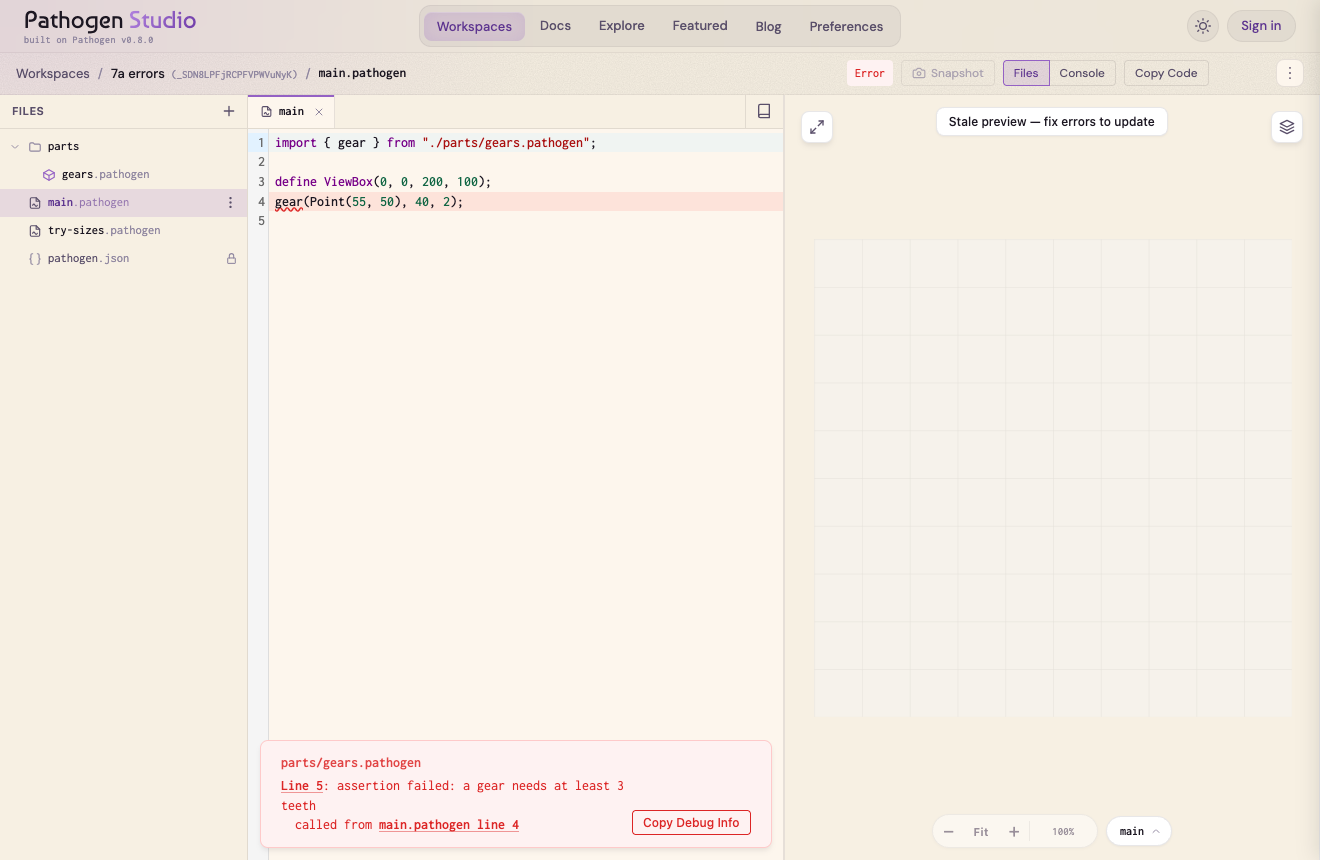 Pathogen Studio
built on Pathogen v0.8.0
Workspaces
Docs
Explore
Featured
Blog
Preferences
Sign in
Workspaces / 7a errors (_SDN8LPFjRCPFVPWVuNyK) / main.pathogen
Error
Snapshot
Files
Console
Copy Code
FILES
main
parts
gears.pathogen
main.pathogen
try-sizes.pathogen
{} pathogen.json
1 import { gear } from "./parts/gears.pathogen";
2
3 define ViewBox(0, 0, 200, 100);
4 gear(Point(55, 50), 40, 2);
5
Stale preview — fix errors to update
parts/gears.pathogen
Line 5: assertion failed: a gear needs at least 3
teeth
called from main.pathogen line 4
Copy Debug Info
Fit
100%
main